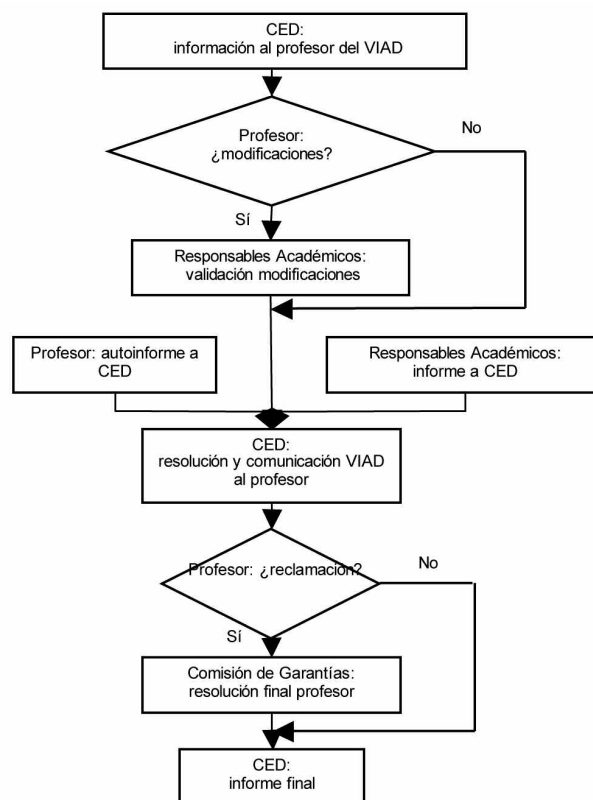 CED:
información al profesor del VIAD
Profesor:
¿modificaciones?
No
Sí
Responsables Académicos:
validación modificaciones
Profesor: autoinforme a
CED
Responsables Académicos:
informe a CED
CED:
resolución y comunicación VIAD
al profesor
Profesor: ¿reclamación?
No
Sí
Comisión de Garantías:
resolución final profesor
CED:
informe final